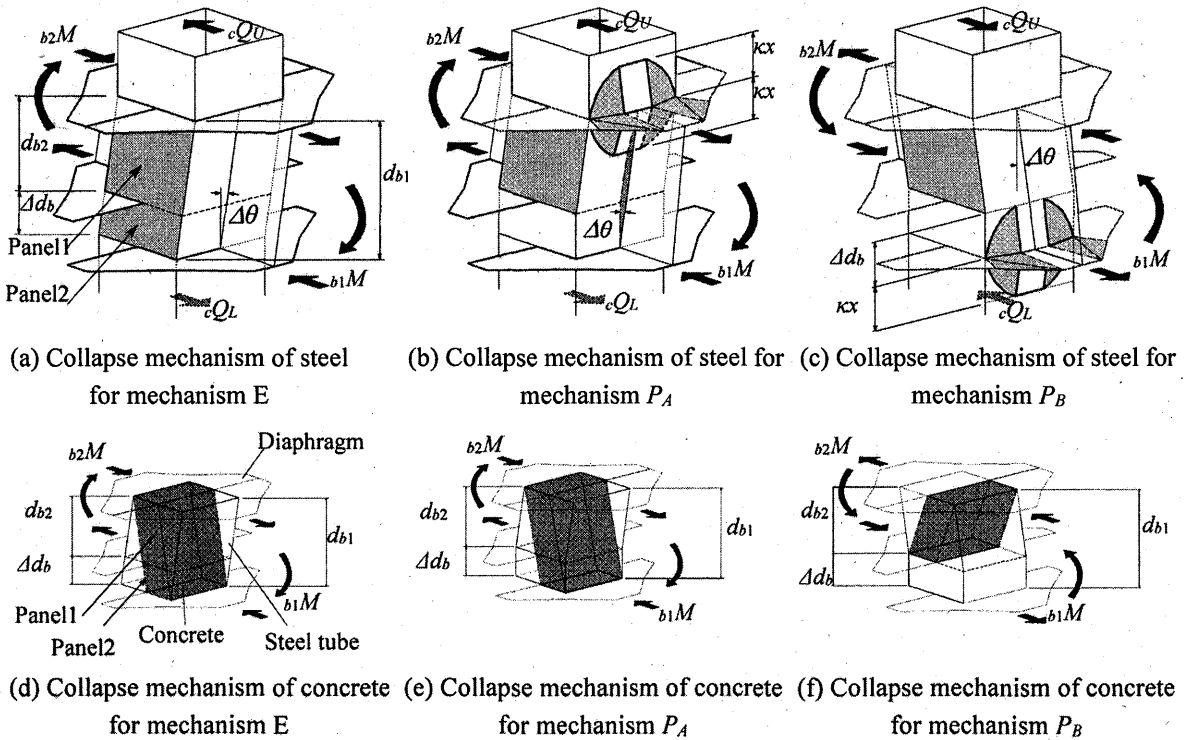 cQU
b2M
db2
Δdb
db1
Δθ
Panel1
Panel2
b1M
cQL
cQU
b2M
κx
κx
Δθ
b1M
cQL
cQU
b2M
Δθ
Δdb
κx
b1M
cQL
(a) Collapse mechanism of steel
for mechanism E
(b) Collapse mechanism of steel for
mechanism PA
(c) Collapse mechanism of steel for
mechanism PB
b2M
Diaphragm
db2
db1
Δdb
Panel1
Panel2
Concrete
Steel tube
b1M
b2M
db2
db1
Δdb
b1M
b2M
db2
db1
Δdb
b1M
(d) Collapse mechanism of concrete
for mechanism E
(e) Collapse mechanism of concrete
for mechanism PA
(f) Collapse mechanism of concrete
for mechanism PB